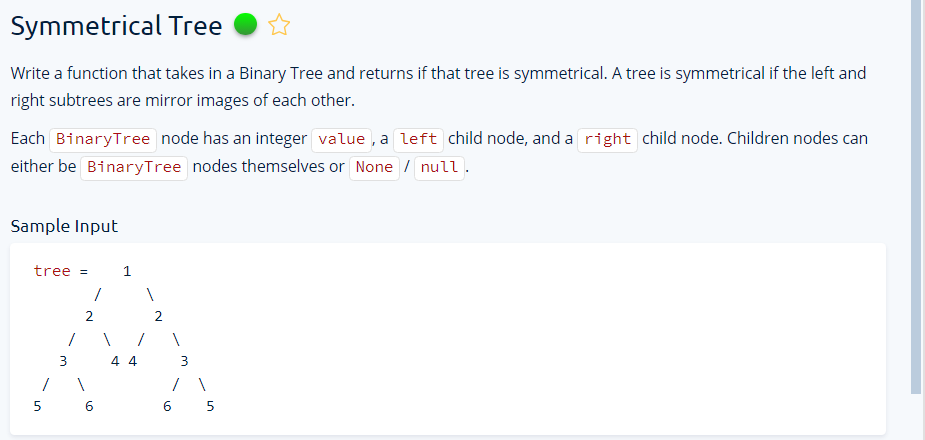 Symmetrical Tree
Write a function that takes in a Binary Tree and returns if that tree is symmetrical. A tree is symmetrical if the left and
right subtrees are mirror images of each other.
Each BinaryTree node has an integer value , a left child node, and a right child node. Children nodes can
either be BinaryTree nodes themselves or None / null .
Sample Input
tree = 1
/ \
2 2
/ \ / \
3 4 4 3
/ \ / \
5 6 6 5